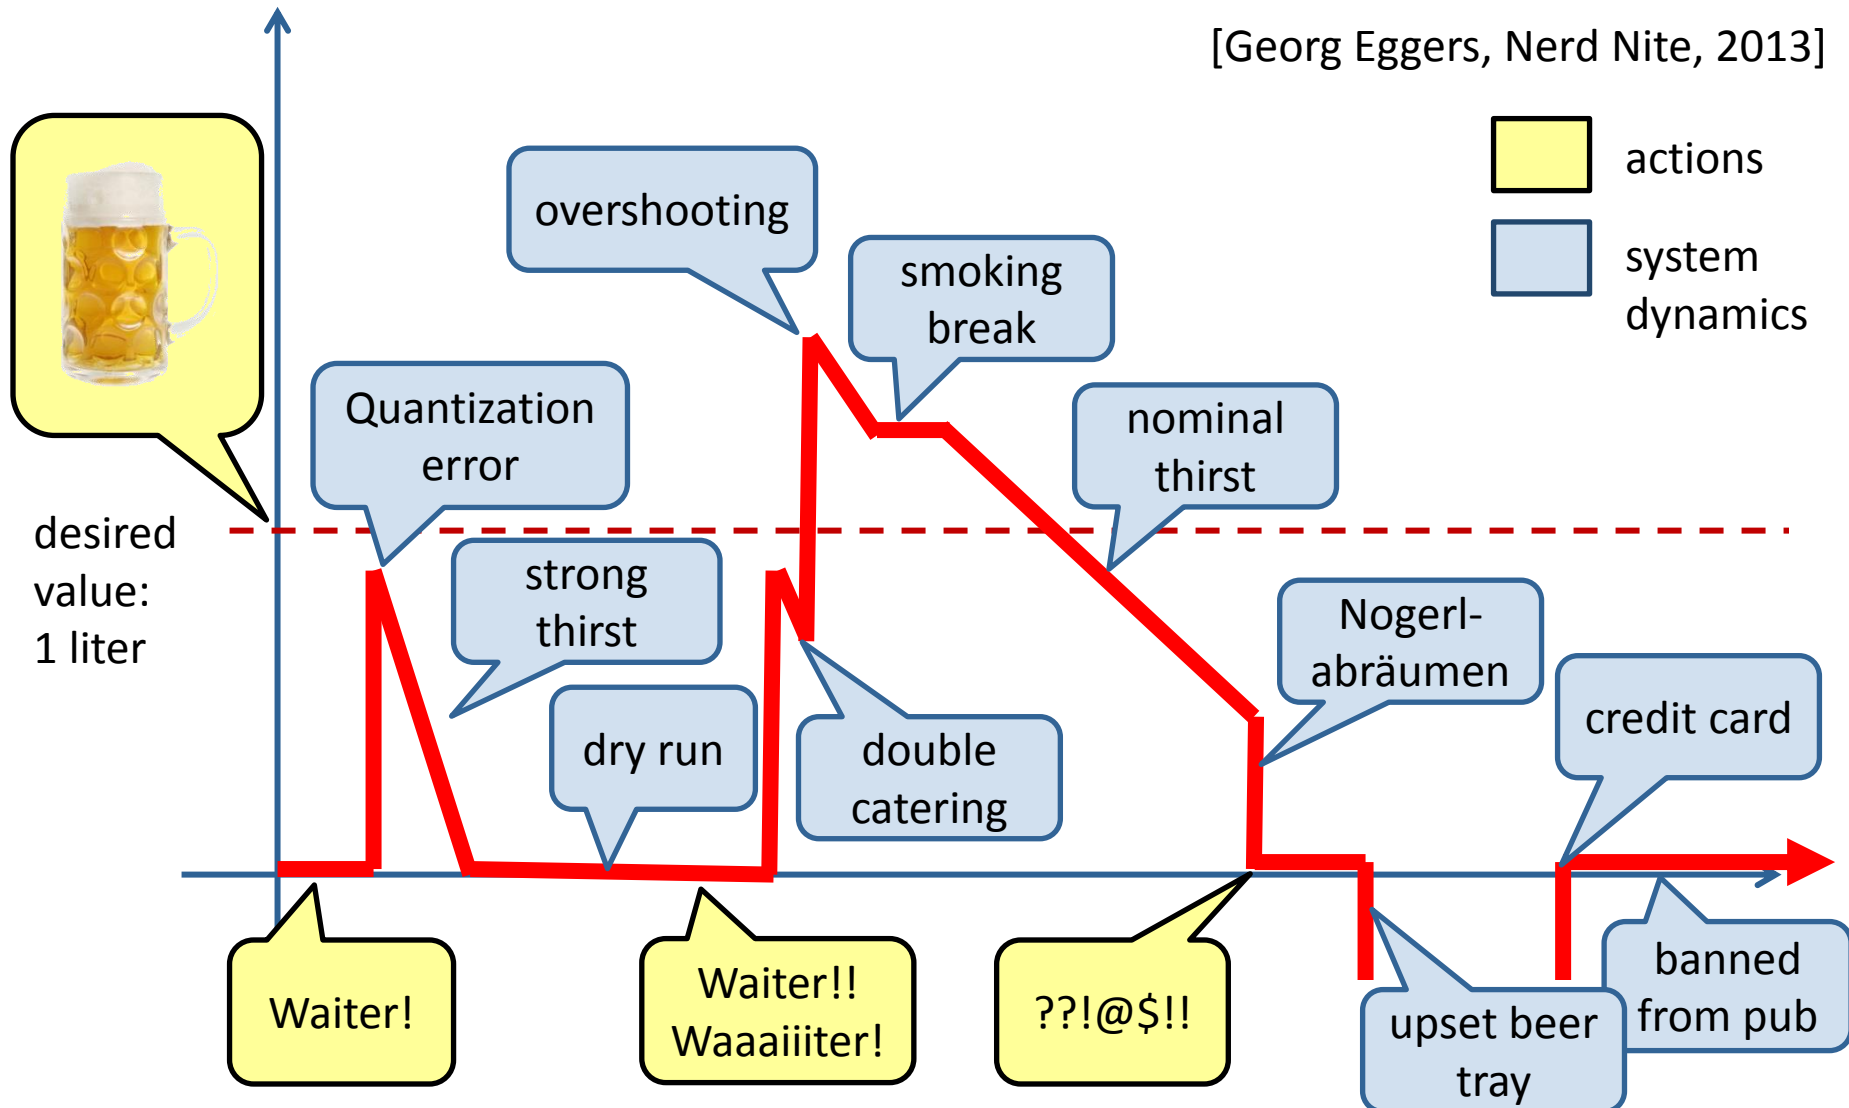 [Georg Eggers, Nerd Nite, 2013]
actions
system
dynamics
overshooting
smoking
break
Quantization
error
nominal
thirst
desired
value:
1 liter
strong
thirst
Nogerl-
abräumen
dry run
double
catering
credit card
Waiter!
Waiter!!
Waaaiiiter!
??!@$!!
upset beer
tray
banned
from pub